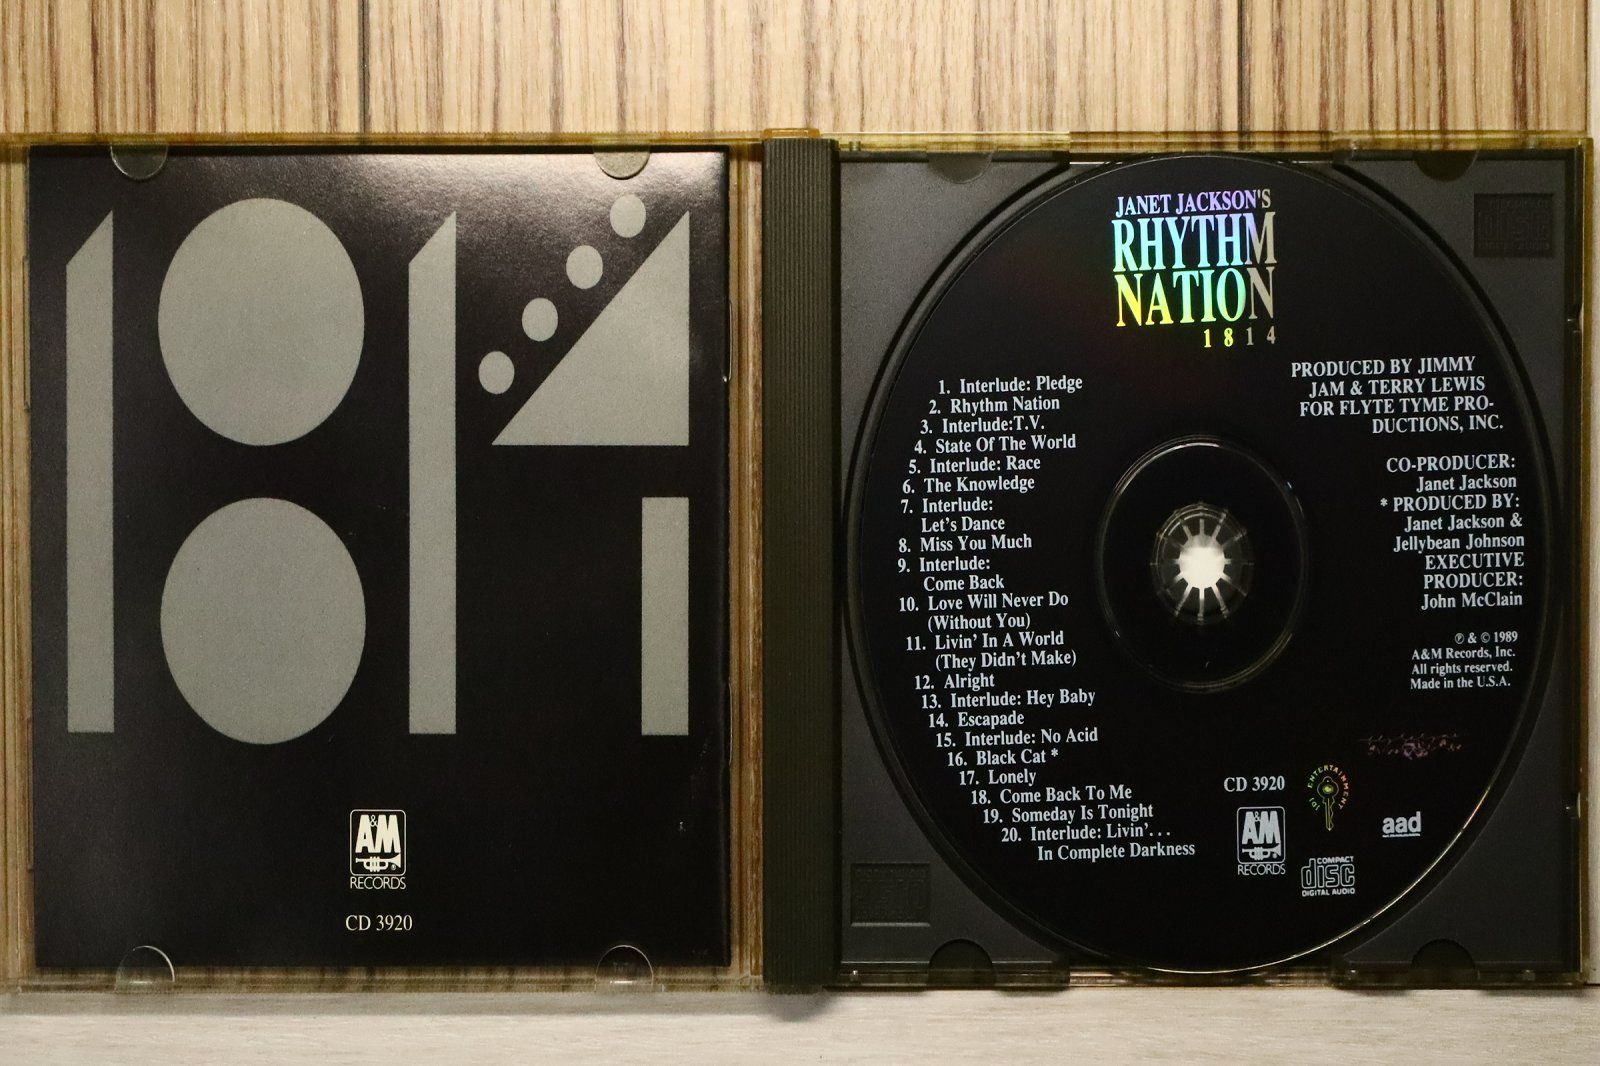 1814
A&M
RECORDS
CD 3920
JANET JACKSON'S
RHYTHM
NATION
1814
1. Interlude: Pledge
2. Rhythm Nation
3. Interlude:T.V.
4. State Of The World
5. Interlude: Race
6. The Knowledge
7. Interlude:
Let's Dance
8. Miss You Much
9. Interlude:
Come Back
10. Love Will Never Do
(Without You)
11. Livin' In A World
(They Didn't Make)
12. Alright
13. Interlude: Hey Baby
14. Escapade
15. Interlude: No Acid
16. Black Cat *
17. Lonely
18. Come Back To Me
19. Someday Is Tonight
20. Interlude: Livin'...
In Complete Darkness
PRODUCED BY JIMMY
JAM & TERRY LEWIS
FOR FLYTE TYME PRO-
DUCTIONS, INC.
CO-PRODUCER:
Janet Jackson
* PRODUCED BY:
Janet Jackson &
Jellybean Johnson
EXECUTIVE
PRODUCER:
John McClain
℗ & © 1989
A&M Records, Inc.
All rights reserved.
Made in the U.S.A.
CD 3920
A&M
RECORDS
JDJ ENTERTAINMENT
aad
COMPACT
disc
DIGITAL AUDIO